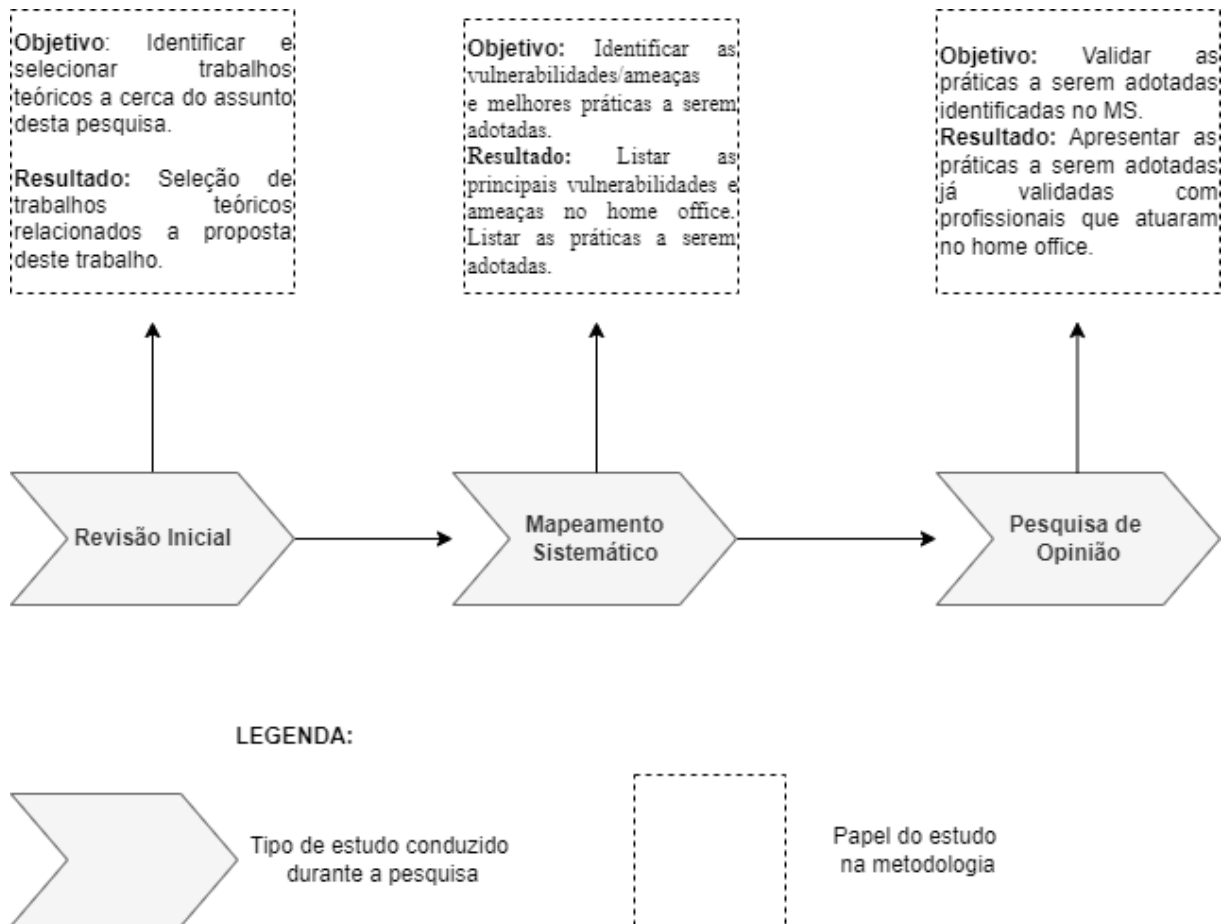 Objetivo: Identificar e
selecionar trabalhos
teóricos a cerca do assunto
desta pesquisa.
Resultado: Seleção de
trabalhos teóricos
relacionados a proposta
deste trabalho.
Objetivo: Identificar as
vulnerabilidades/ameaças
e melhores práticas a serem
adotadas.
Resultado: Listar as
principais vulnerabilidades e
ameaças no home office.
Listar as práticas a serem
adotadas.
Objetivo: Validar as
práticas a serem adotadas
identificadas no MS.
Resultado: Apresentar as
práticas a serem adotadas
já validadas com
profissionais que atuaram
no home office.
Revisão Inicial
Mapeamento
Sistemático
Pesquisa de
Opinião
LEGENDA:
Tipo de estudo conduzido
durante a pesquisa
Papel do estudo
na metodologia